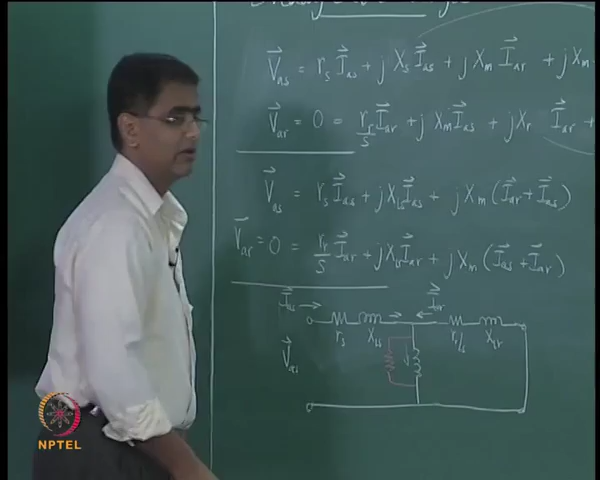 V⃗as = rs I⃗as + j Xs I⃗as + j Xm I⃗ar + j Xm
V⃗ar = 0 = rr/s I⃗ar + j Xm I⃗as + j Xr I⃗ar +
V⃗as = rs I⃗as + j Xls I⃗as + j Xm (I⃗ar + I⃗as)
V⃗ar = 0 = rr/s I⃗ar + j Xlr I⃗ar + j Xm (I⃗as + I⃗ar)
I⃗as → I⃗ar
rs Xls rr/s Xlr
V⃗as
NPTEL